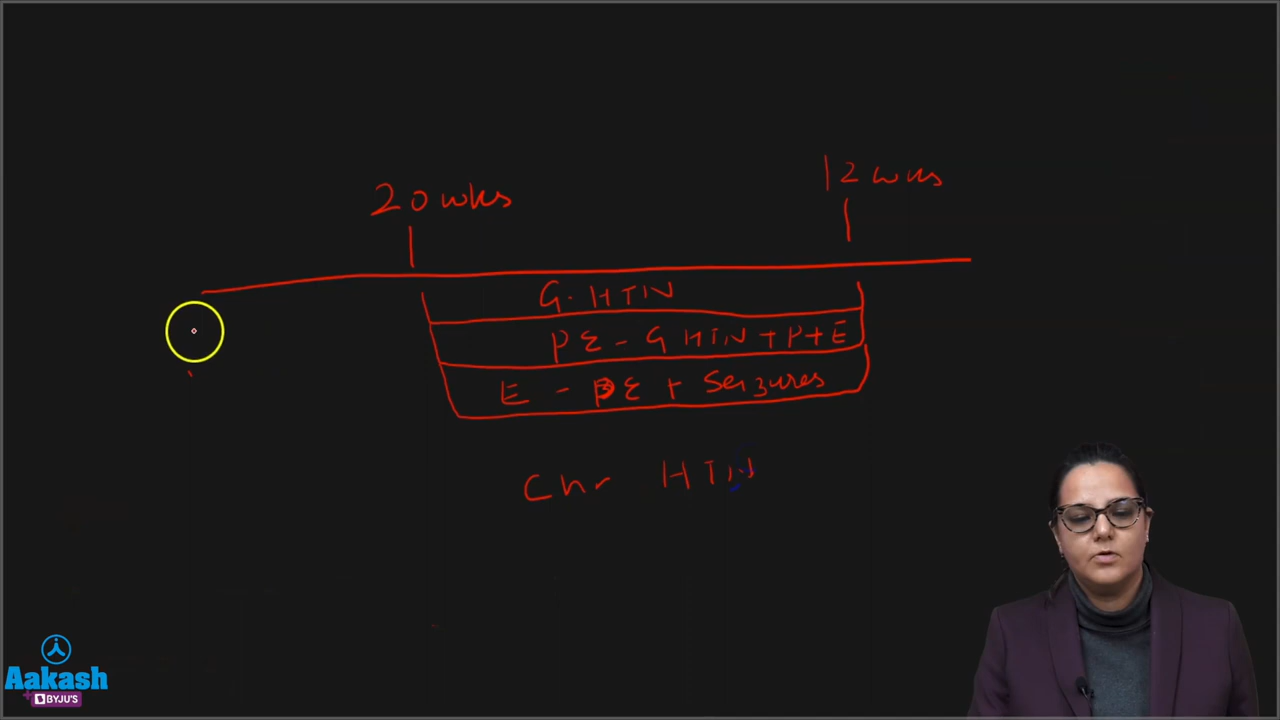 20 wks
12 wks
G. HTN
PE - G HTN + P + E
E - PE + Seizures
Chr HTN
Aakash
+ BYJU'S